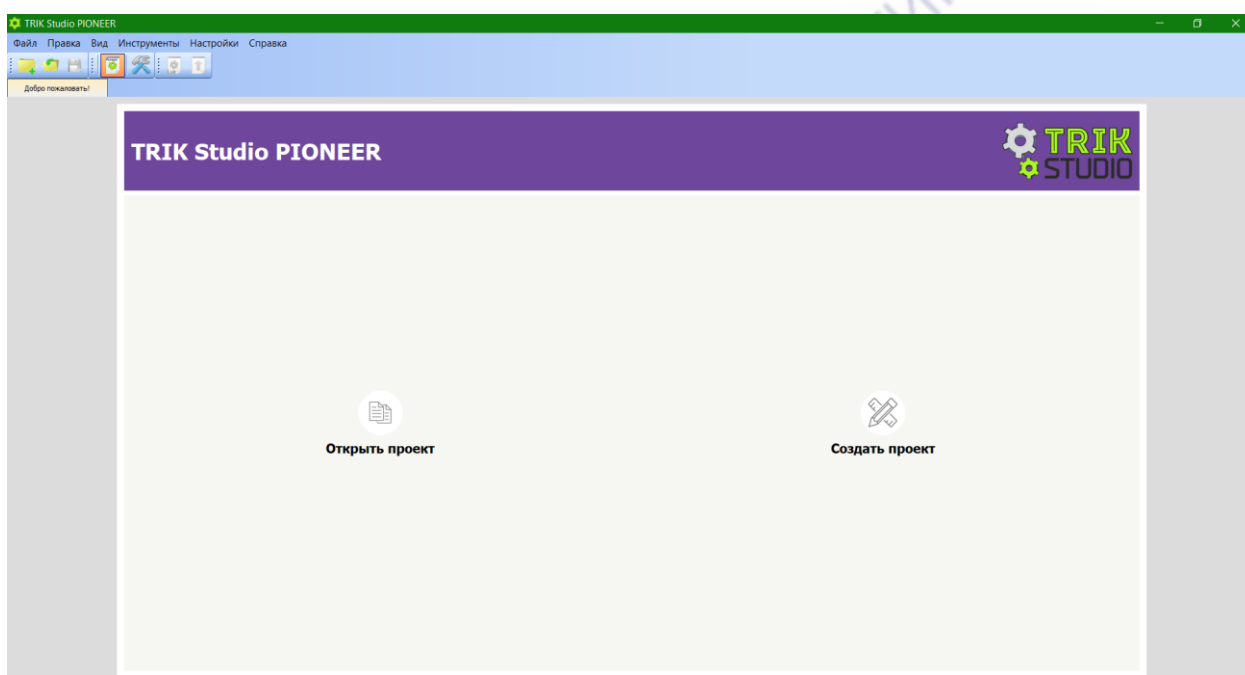 TRIK Studio PIONEER
Файл Правка Вид Инструменты Настройки Справка
Добро пожаловать!
TRIK Studio PIONEER
TRIK
STUDIO
Открыть проект
Создать проект